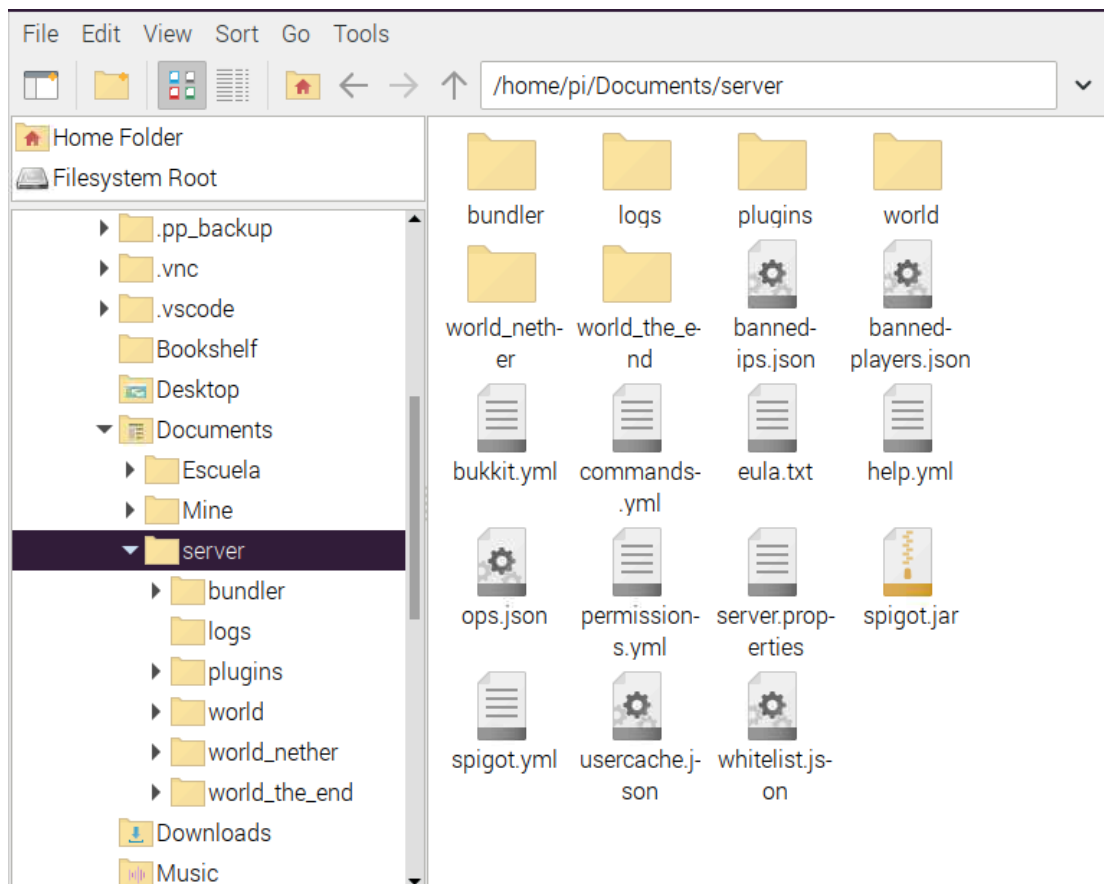 File Edit View Sort Go Tools
/home/pi/Documents/server
Home Folder
Filesystem Root
.pp_backup
.vnc
.vscode
Bookshelf
Desktop
Documents
Escuela
Mine
server
bundler
logs
plugins
world
world_nether
world_the_end
Downloads
Music
bundler logs plugins world
world_neth- world_the_e- banned- banned-
er nd ips.json players.json
bukkit.yml commands- eula.txt help.yml
.yml
ops.json permission- server.prop- spigot.jar
s.yml erties
spigot.yml usercache.j- whitelist.js-
son on